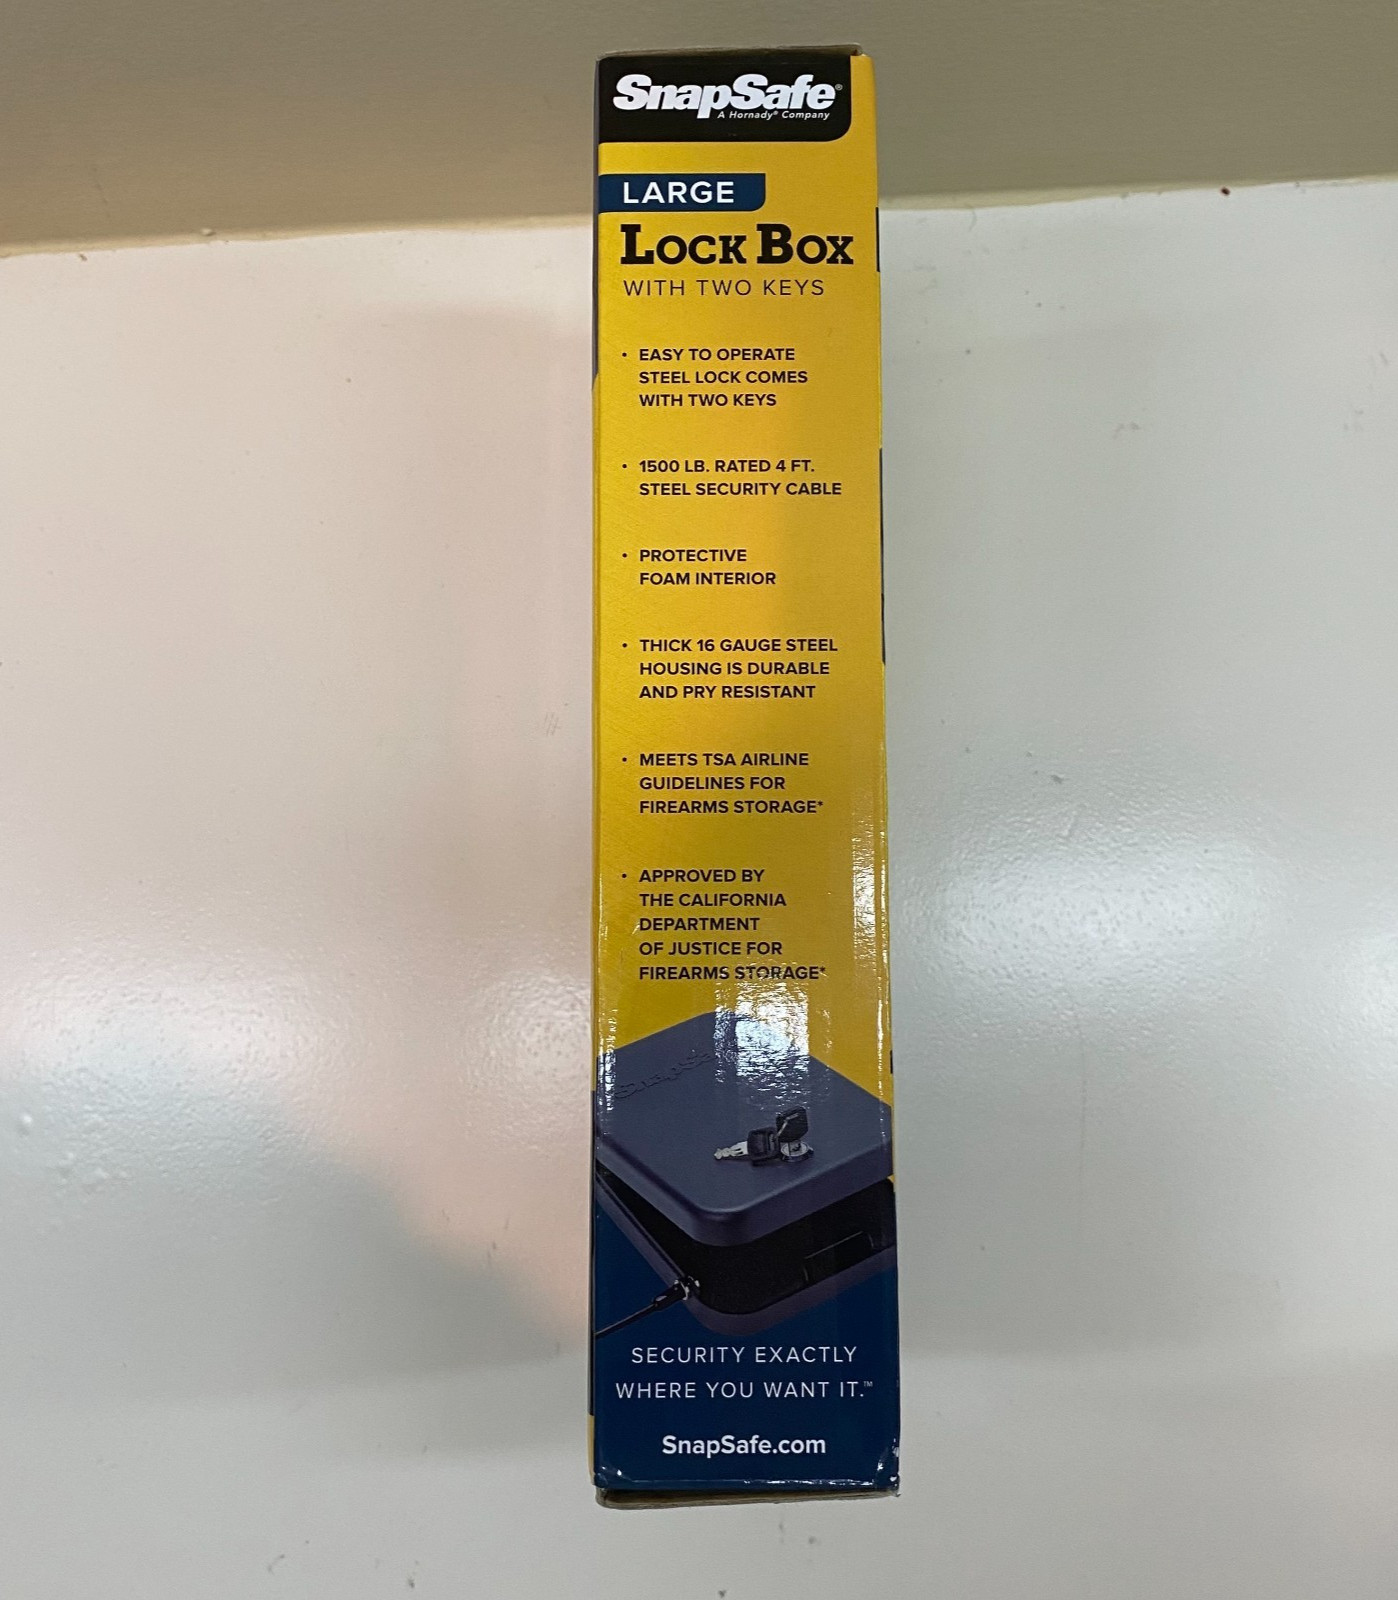 SnapSafe®
A Hornady® Company
LARGE
LOCK BOX
WITH TWO KEYS
• EASY TO OPERATE
STEEL LOCK COMES
WITH TWO KEYS
• 1500 LB. RATED 4 FT.
STEEL SECURITY CABLE
• PROTECTIVE
FOAM INTERIOR
• THICK 16 GAUGE STEEL
HOUSING IS DURABLE
AND PRY RESISTANT
• MEETS TSA AIRLINE
GUIDELINES FOR
FIREARMS STORAGE*
• APPROVED BY
THE CALIFORNIA
DEPARTMENT
OF JUSTICE FOR
FIREARMS STORAGE*
SnapSafe
SECURITY EXACTLY
WHERE YOU WANT IT.™
SnapSafe.com